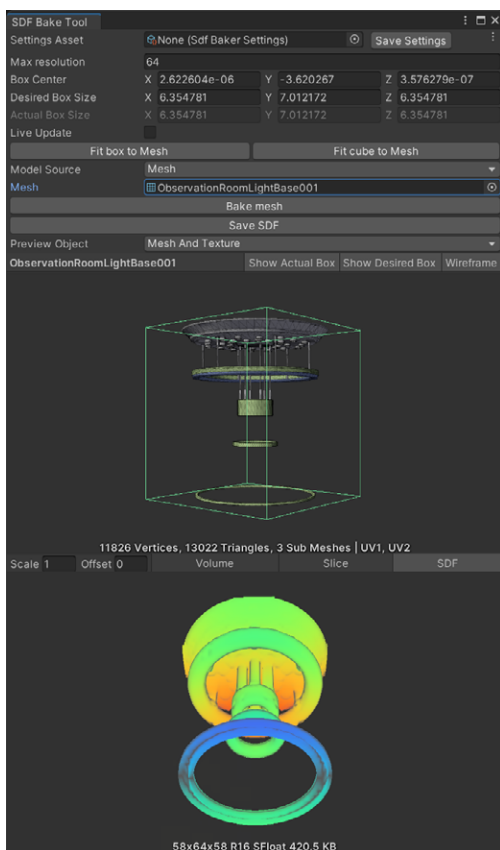 SDF Bake Tool
Settings Asset None (Sdf Baker Settings) Save Settings
Max resolution 64
Box Center X 2.622604e-06 Y -3.620267 Z 3.576279e-07
Desired Box Size X 6.354781 Y 7.012172 Z 6.354781
Actual Box Size X 6.354781 Y 7.012172 Z 6.354781
Live Update
Fit box to Mesh Fit cube to Mesh
Model Source Mesh
Mesh ObservationRoomLightBase001
Bake mesh
Save SDF
Preview Object Mesh And Texture
ObservationRoomLightBase001 Show Actual Box Show Desired Box Wireframe
11826 Vertices, 13022 Triangles, 3 Sub Meshes | UV1, UV2
Scale 1 Offset 0 Volume Slice SDF
58x64x58 R16 SFloat 420.5 KB